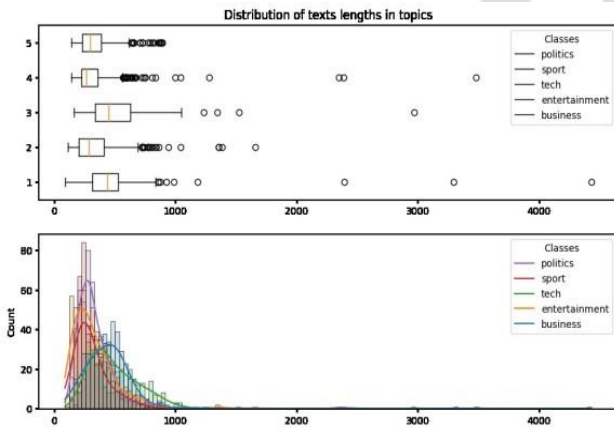 Distribution of texts lengths in topics
5
4
3
2
1
Classes
politics
sport
tech
entertainment
business
0 1000 2000 3000 4000
80
60
40
20
0
Count
Classes
politics
sport
tech
entertainment
business
0 1000 2000 3000 4000